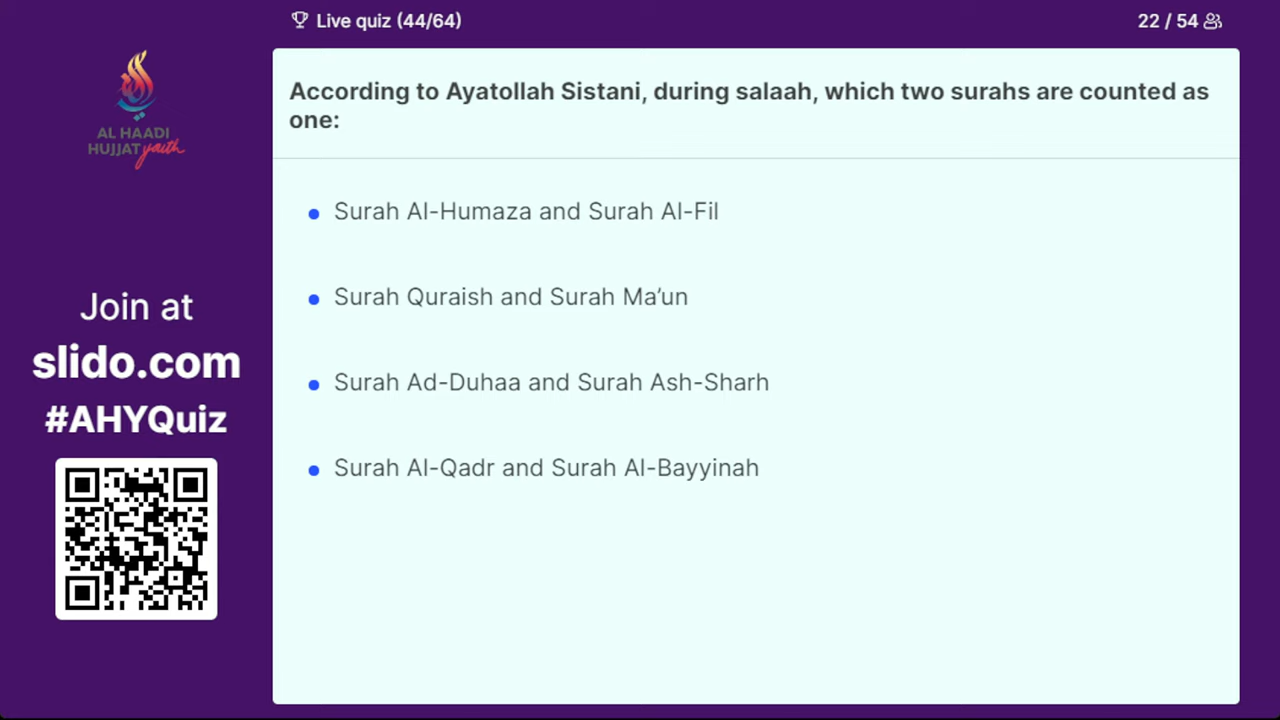 Live quiz (44/64)
22 / 54
AL HAADI
HUJJAT youth
According to Ayatollah Sistani, during salaah, which two surahs are counted as
one:
Surah Al-Humaza and Surah Al-Fil
Surah Quraish and Surah Ma’un
Surah Ad-Duhaa and Surah Ash-Sharh
Surah Al-Qadr and Surah Al-Bayyinah
Join at
slido.com
#AHYQuiz